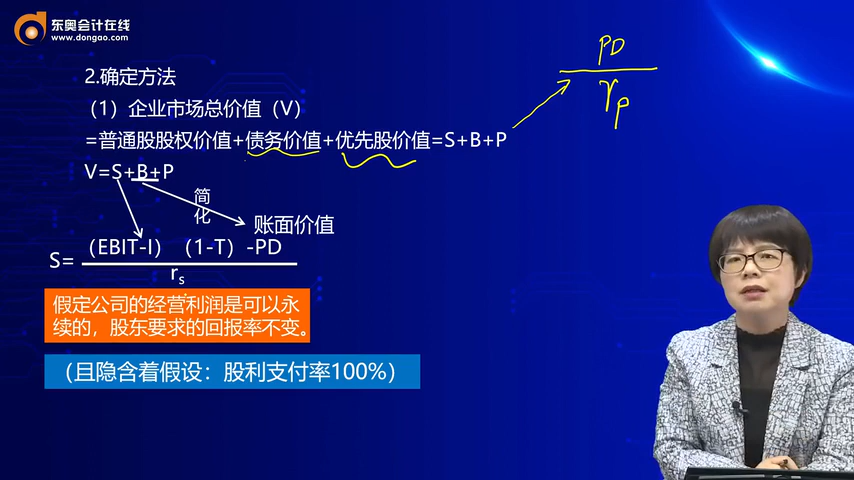 东奥会计在线
www.dongao.com
2.确定方法
（1）企业市场总价值（V）
=普通股股权价值+债务价值+优先股价值=S+B+P
PD
rp
V=S+B+P
简化
账面价值
S=
（EBIT-I）（1-T）-PD
rs
假定公司的经营利润是可以永
续的，股东要求的回报率不变。
（且隐含着假设：股利支付率100%）